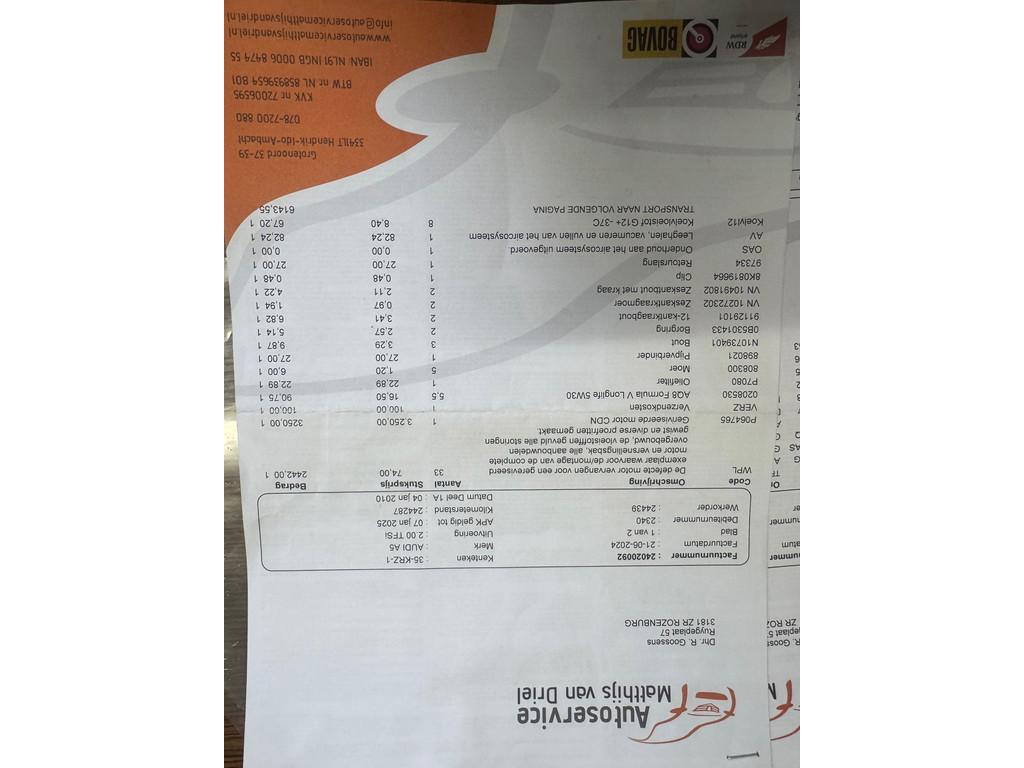 Autoservice
Matthijs van Driel
Dhr. R. Goossens
Ruygeplaat 57
3181 ZR ROZENBURG
Factuurnummer : 24020092 Kenteken : 35-KRZ-1
Factuurdatum : 21-06-2024 Merk : AUDI A5
Blad : 1 van 2 Uitvoering : 2.00 TFSI
Debiteurnummer : 2340 APK geldig tot : 07 jan 2025
Werkorder : 24439 Kilometerstand : 244287
Datum Deel 1A : 04 jan 2010
Code Omschrijving Aantal Stuksprijs Bedrag
WPL De defecte motor vervangen voor een gereviseerd 33 74,00 2442,00 1
exemplaar waarvoor demontage van de complete
motor en versnellingsbak, alle aanbouwdelen
overgebouwd, de vloeistoffen gevuld alle storingen
gewist en diverse proefritten gemaakt.
P064765 Gerivseerde motor CDN 1 3.250,00 3250,00 1
VERZ Verzendkosten 1 100,00 100,00 1
0208530 AQ8 Formula V Longlife 5W30 5,5 16,50 90,75 1
P7080 Oliefilter 1 22,89 22,89 1
808300 Moer 5 1,20 6,00 1
898021 Pijpverbinder 1 27,00 27,00 1
N10739401 Bout 3 3,29 9,87 1
0B5301433 Borgring 2 2,57 5,14 1
91129101 12-kantkraagbout 2 3,41 6,82 1
VN 10272302 Zeskantkraagmoer 2 0,97 1,94 1
VN 10491802 Zeskantbout met kraag 2 2,11 4,22 1
8K0819664 Clip 1 0,48 0,48 1
97334 Retourslang 1 27,00 27,00 1
OAS Onderhoud aan het aircosysteem uitgevoerd 1 0,00 0,00 1
AV Leeghalen, vacumeren en vullen van het aircosysteem 1 82,24 82,24 1
Koelvl12 Koelvloeistof G12+ -37C 8 8,40 67,20 1
TRANSPORT NAAR VOLGENDE PAGINA 6143,55
Grotenoord 37-39
3341LT Hendrik-Ido-Ambacht
078-7200 880
KVK nr 72006595
BTW nr NL 858939654 B01
IBAN: NL91 INGB 0006 8474 55
www.autoservicematthijsvandriel.nl
info@autoservicematthijsvandriel.nl
RDW
erkend
BOVAG